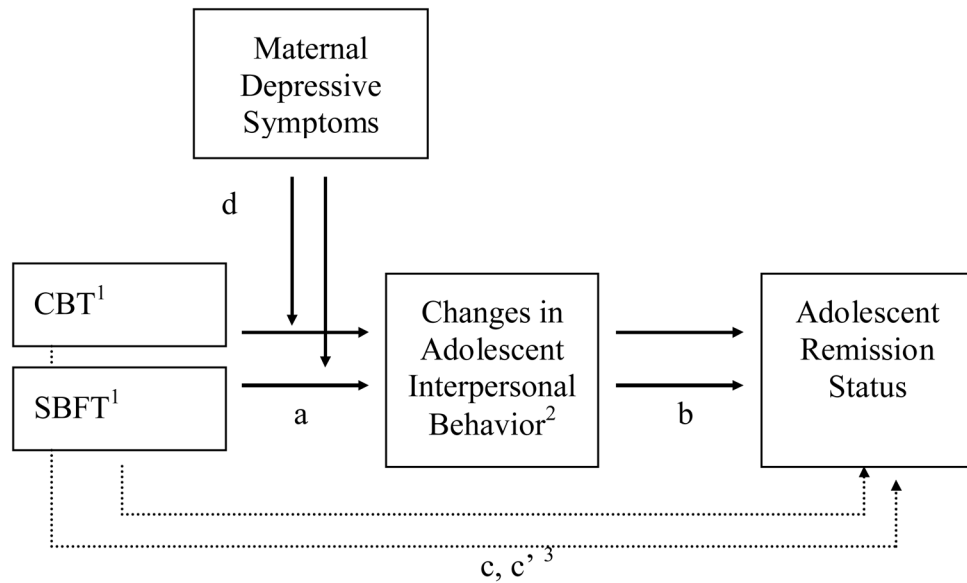 Maternal
Depressive
Symptoms
d
CBT¹
SBFT¹
a
Changes in
Adolescent
Interpersonal
Behavior²
b
Adolescent
Remission
Status
c, c’ ³